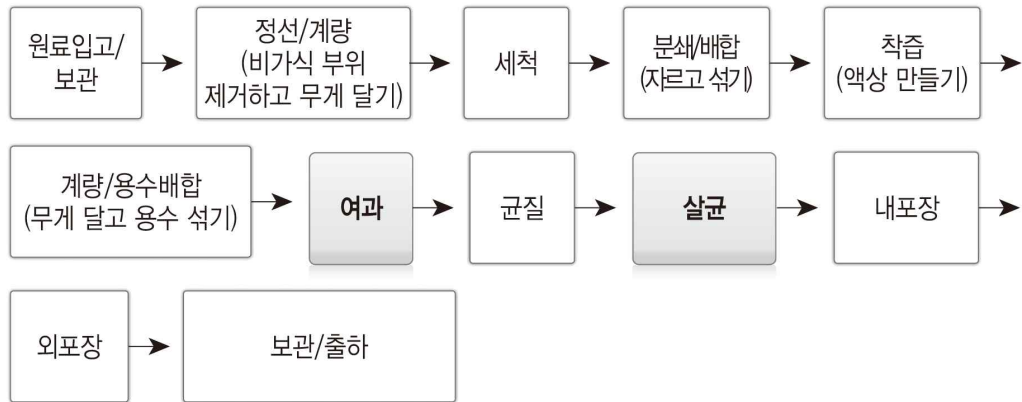 원료입고/
보관
정선/계량
(비가식 부위
제거하고 무게 달기)
세척
분쇄/배합
(자르고 섞기)
착즙
(액상 만들기)
계량/용수배합
(무게 달고 용수 섞기)
여과
균질
살균
내포장
외포장
보관/출하